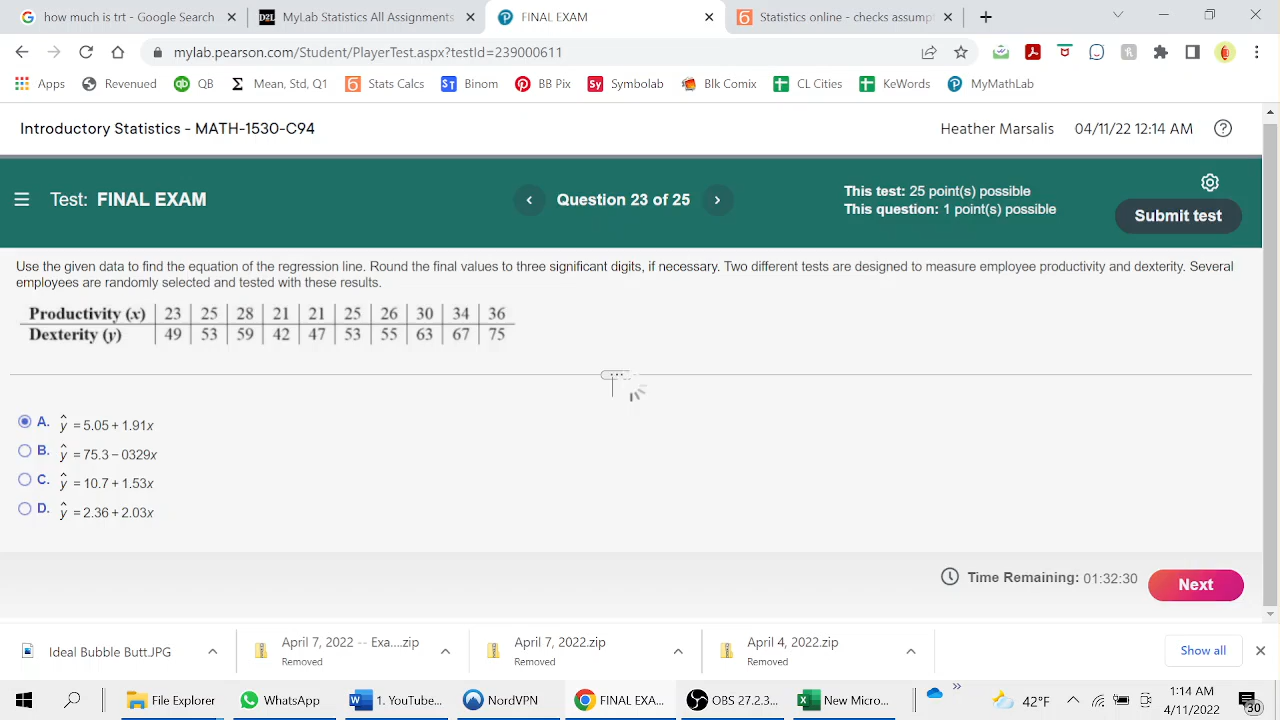 how much is trt - Google Search
D2L MyLab Statistics All Assignments
FINAL EXAM
Statistics online - checks assump
mylab.pearson.com/Student/PlayerTest.aspx?testId=239000611
Apps
Revenued
qb QB
Σ Mean, Std, Q1
Stats Calcs
ST Binom
BB Pix
Sy Symbolab
Blk Comix
CL Cities
KeWords
P MyMathLab
Introductory Statistics - MATH-1530-C94
Heather Marsalis 04/11/22 12:14 AM ?
Test: FINAL EXAM
Question 23 of 25
This test: 25 point(s) possible
This question: 1 point(s) possible
Submit test
Use the given data to find the equation of the regression line. Round the final values to three significant digits, if necessary. Two different tests are designed to measure employee productivity and dexterity. Several
employees are randomly selected and tested with these results.
Productivity (x) 23 25 28 21 21 25 26 30 34 36
Dexterity (y) 49 53 59 42 47 53 55 63 67 75
A. ŷ = 5.05 + 1.91x
B. ŷ = 75.3 − 0329x
C. ŷ = 10.7 + 1.53x
D. ŷ = 2.36 + 2.03x
Time Remaining: 01:32:30
Next
Ideal Bubble Butt.JPG
April 7, 2022 -- Exa....zip
Removed
April 7, 2022.zip
Removed
April 4, 2022.zip
Removed
Show all
File Explorer
WhatsApp
1. YouTube...
NordVPN
FINAL EXA...
OBS 27.2.3...
New Micro...
42°F
1:14 AM
4/11/2022
30